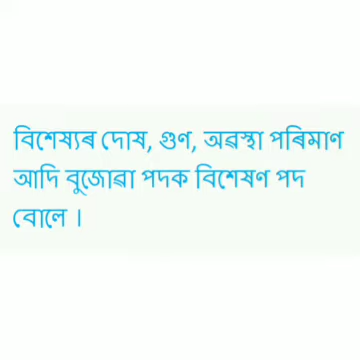 বিশেষ্যৰ দোষ, গুণ, অৱস্থা পৰিমাণ
আদি বুজোৱা পদক বিশেষণ পদ
বোলে ।